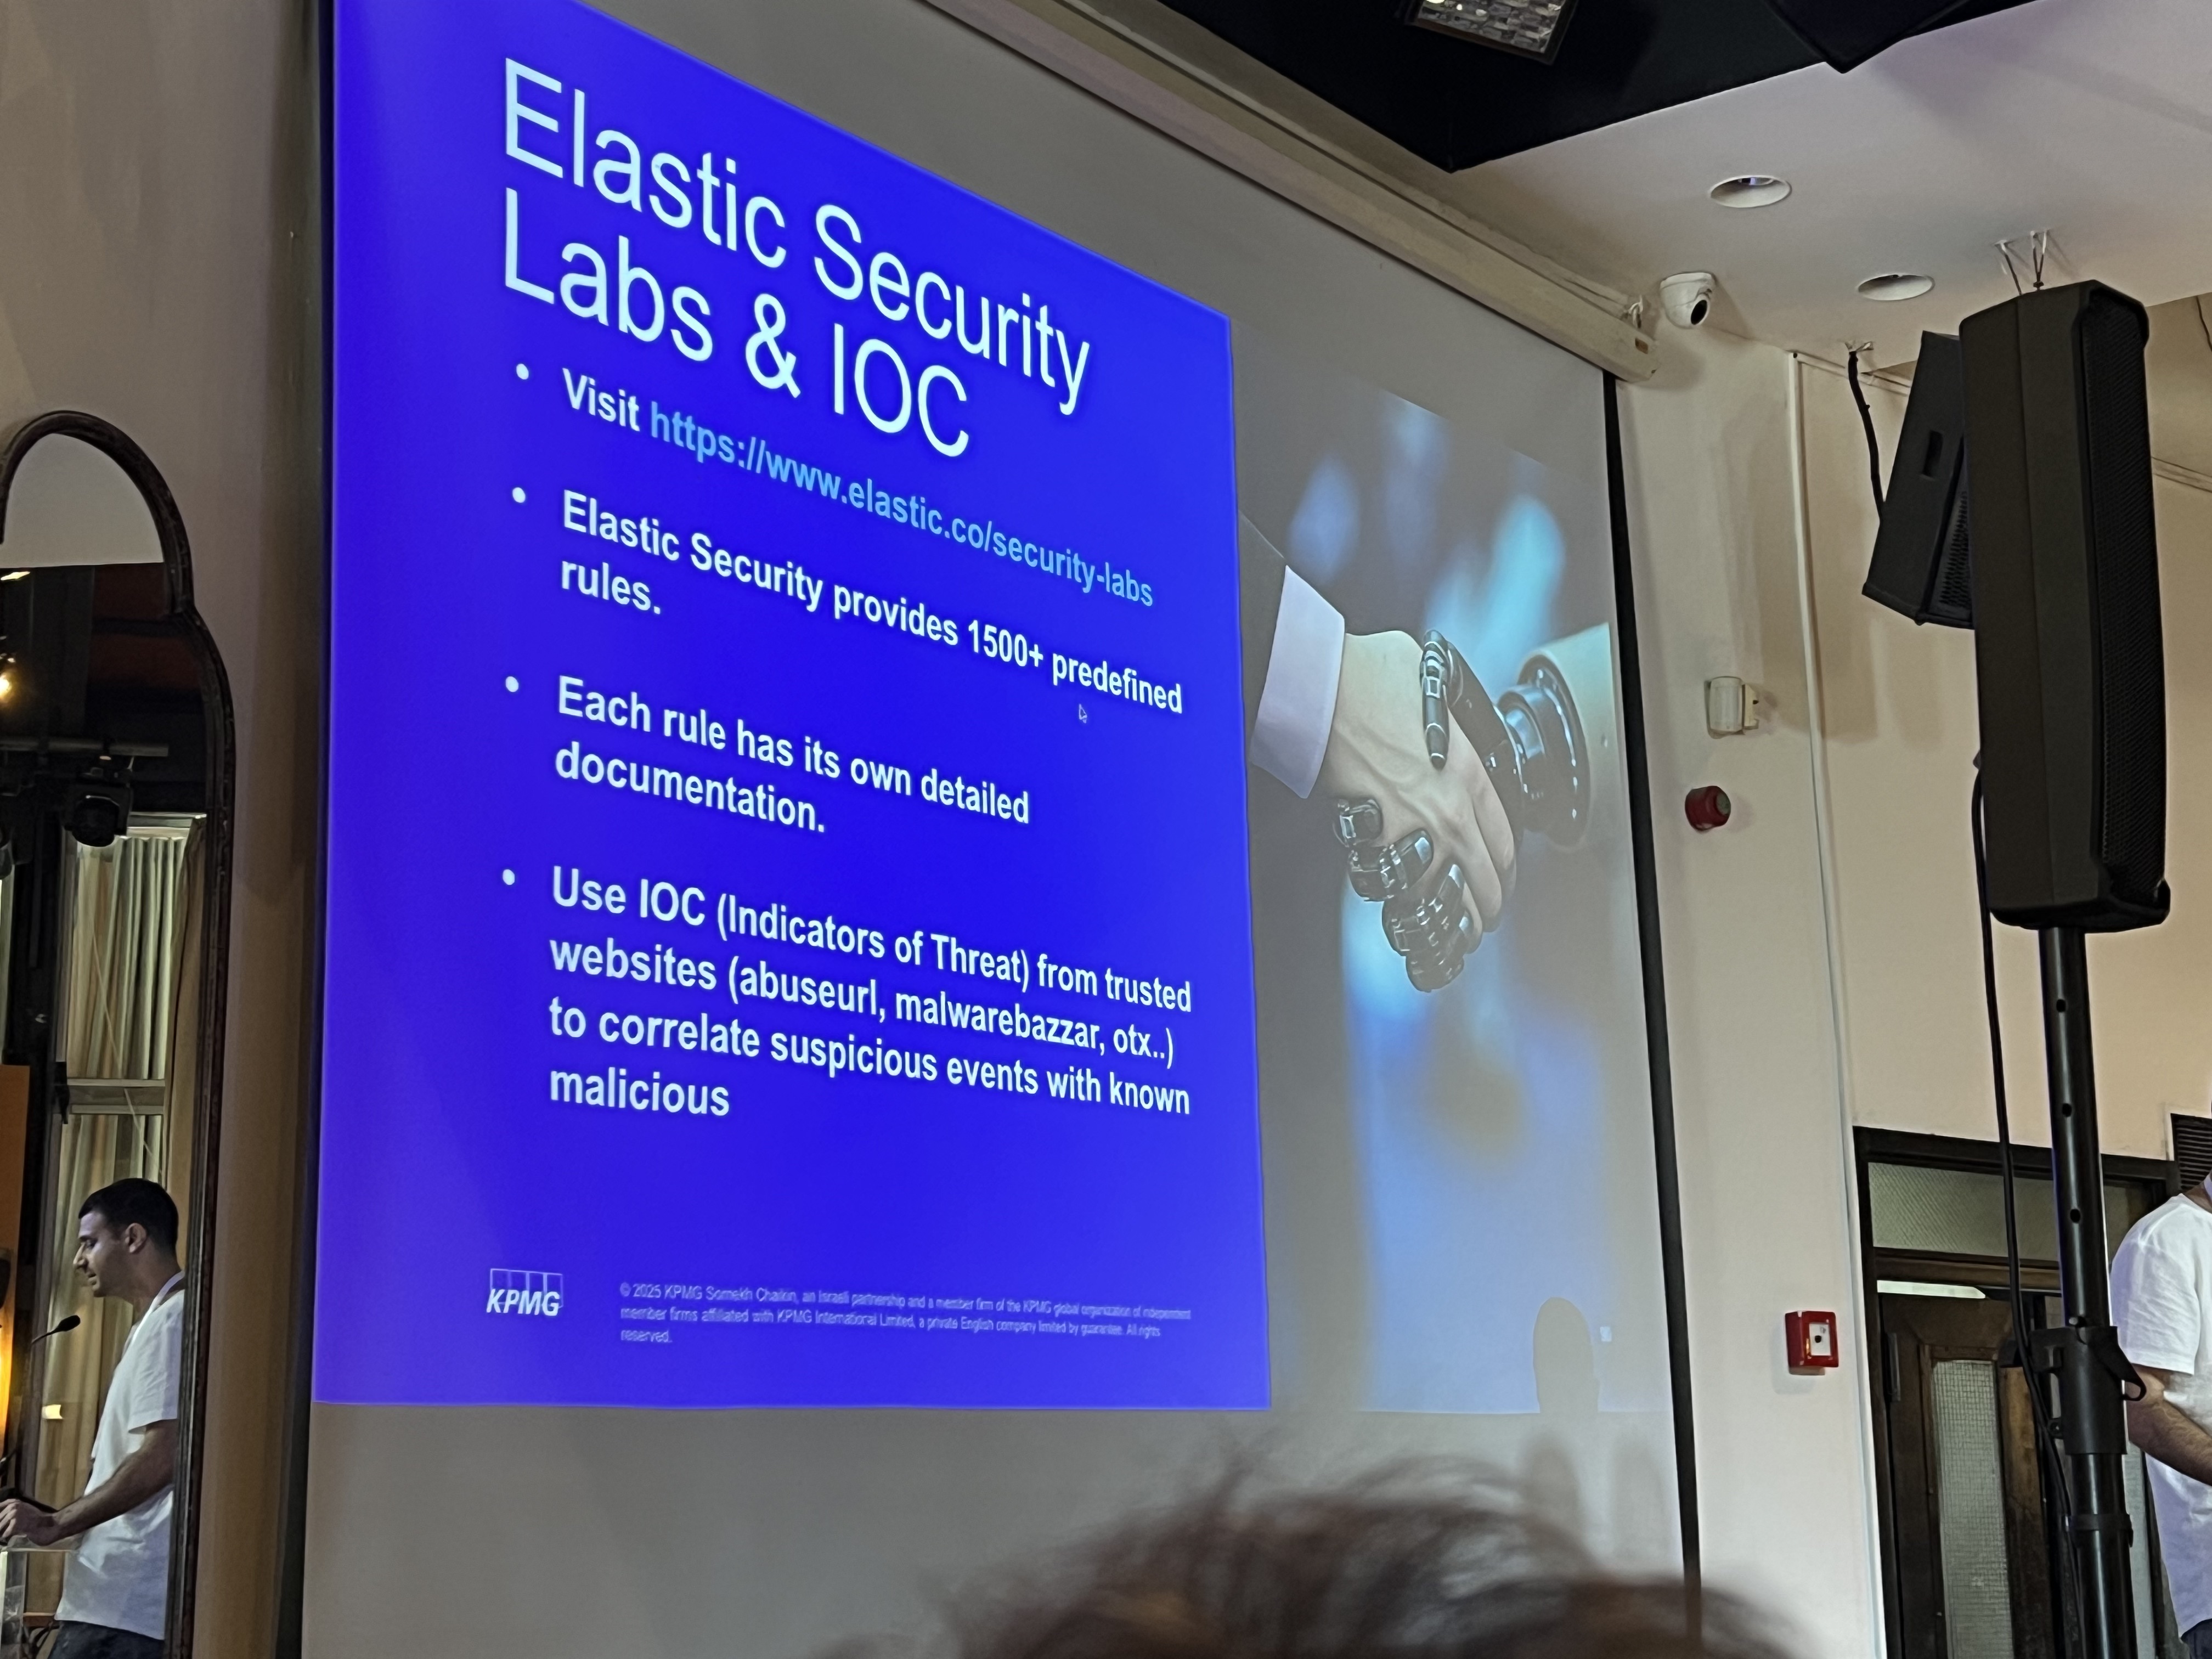 Elastic Security
Labs & IOC
• Visit https://www.elastic.co/security-labs
• Elastic Security provides 1500+ predefined
rules.
• Each rule has its own detailed
documentation.
• Use IOC (Indicators of Threat) from trusted
websites (abuseurl, malwarebazzar, otx..)
to correlate suspicious events with known
malicious
KPMG
© 2025 KPMG Somekh Chaikin, an Israeli partnership and a member firm of the KPMG global organization of independent
member firms affiliated with KPMG International Limited, a private English company limited by guarantee. All rights
reserved.